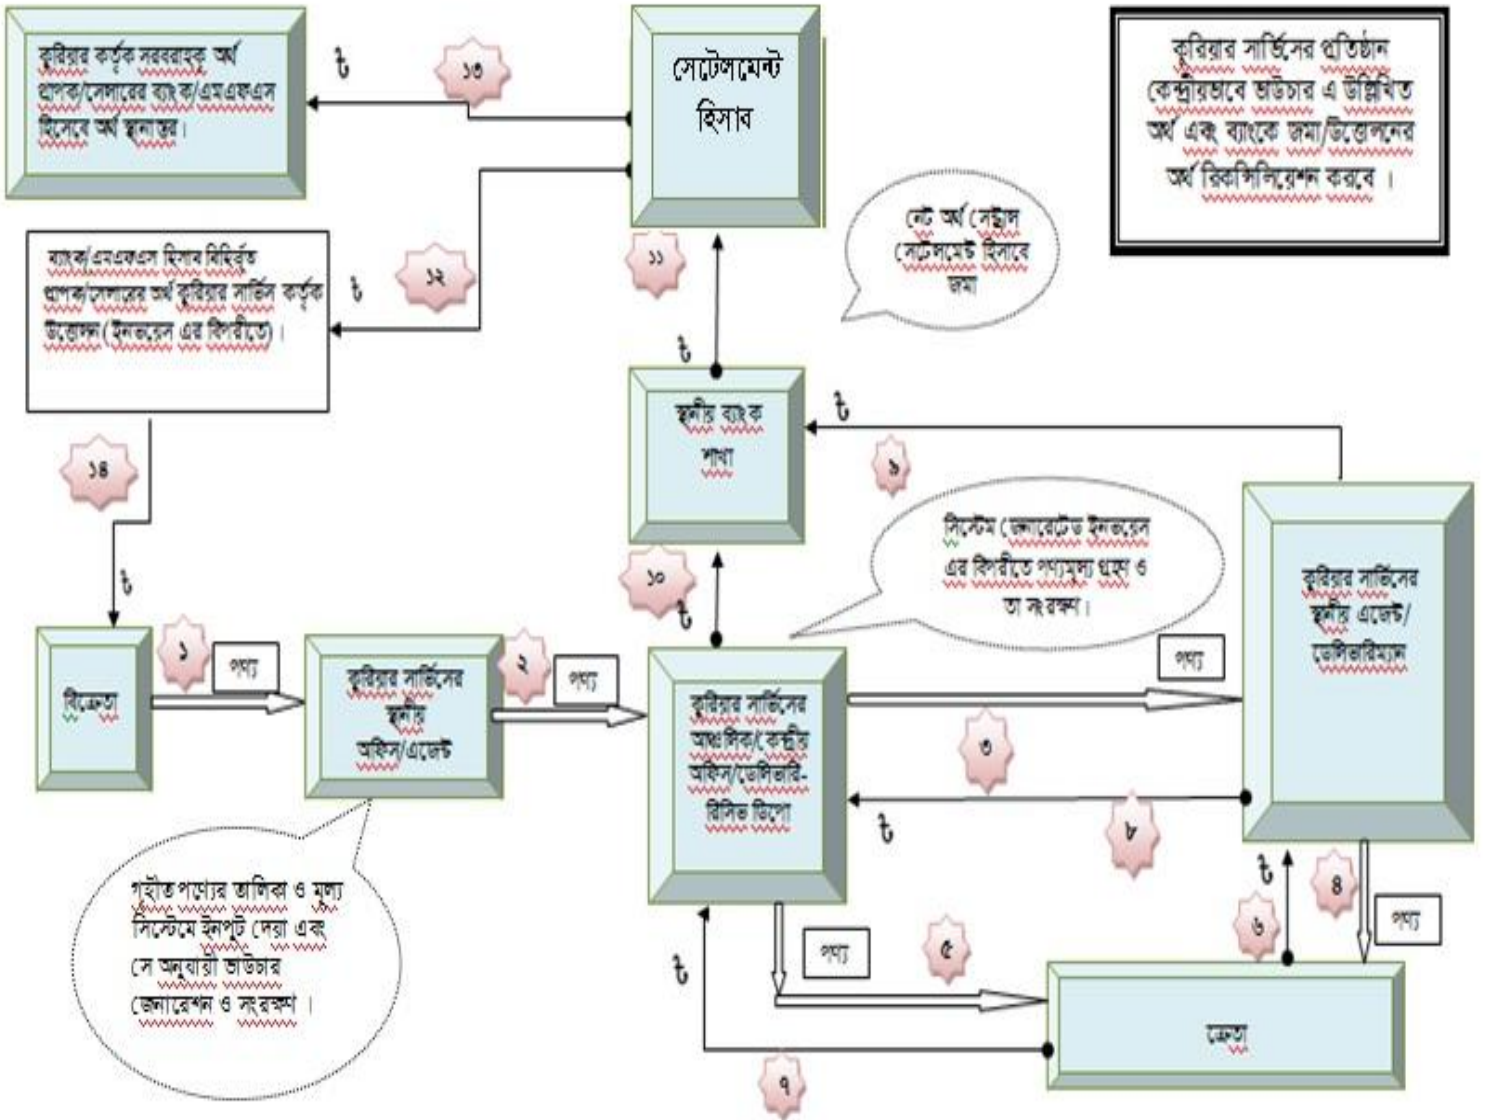 কুরিয়ার কর্তৃক সরবরাহকৃ অর্থ
প্রাপক/সেলারের ব্যাংক/এমএফএস
হিসেবে অর্থ স্থানান্তর।
৳
১৩
সেটেলমেন্ট
হিসাব
কুরিয়ার সার্ভিসের প্রতিষ্ঠান
কেন্দ্রীয়ভাবে ভাউচার এ উল্লিখিত
অর্থ এবং ব্যাংকে জমা/উত্তোলনের
অর্থ রিকন্সিলিয়েশন করবে ।
নেট অর্থ সেন্ট্রাল
সেটেলমেন্ট হিসাবে
জমা
১১
১২
৳
ব্যাংক/এমএফএস হিসাব বিহির্ভূত
প্রাপক/সেলারের অর্থ কুরিয়ার সার্ভিস কর্তৃক
উত্তোলন (ইনভয়েস এর বিপরীতে)।
৳
স্থানীয় ব্যাংক
শাখা
৳
৯
১৪
৳
সিস্টেম জেনারেটেড ইনভয়েস
এর বিপরীতে পণ্যমূল্য গ্রহণ ও
তা সংরক্ষণ।
১০
৳
কুরিয়ার সার্ভিসের
স্থানীয় এজেন্ট/
ডেলিভারিম্যান
বিক্রেতা
১
পণ্য
কুরিয়ার সার্ভিসের
স্থানীয়
অফিস/এজেন্ট
২
পণ্য
কুরিয়ার সার্ভিসের
আঞ্চলিক/কেন্দ্রীয়
অফিস/ডেলিভারি-
রিসিভ ডিপো
পণ্য
৩
৳
৮
৳
৪
পণ্য
৬
গৃহীত পণ্যের তালিকা ও মূল্য
সিস্টেমে ইনপুট দেয়া এবং
সে অনুযায়ী ভাউচার
জেনারেশন ও সংরক্ষণ ।
পণ্য
৫
৳
ক্রেতা
৭